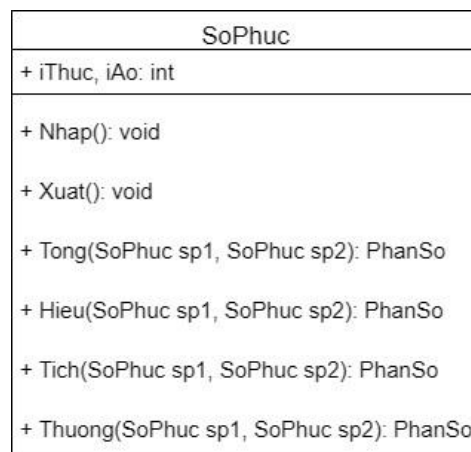 SoPhuc
+ iThuc, iAo: int
+ Nhap(): void
+ Xuat(): void
+ Tong(SoPhuc sp1, SoPhuc sp2): PhanSo
+ Hieu(SoPhuc sp1, SoPhuc sp2): PhanSo
+ Tich(SoPhuc sp1, SoPhuc sp2): PhanSo
+ Thuong(SoPhuc sp1, SoPhuc sp2): PhanSo